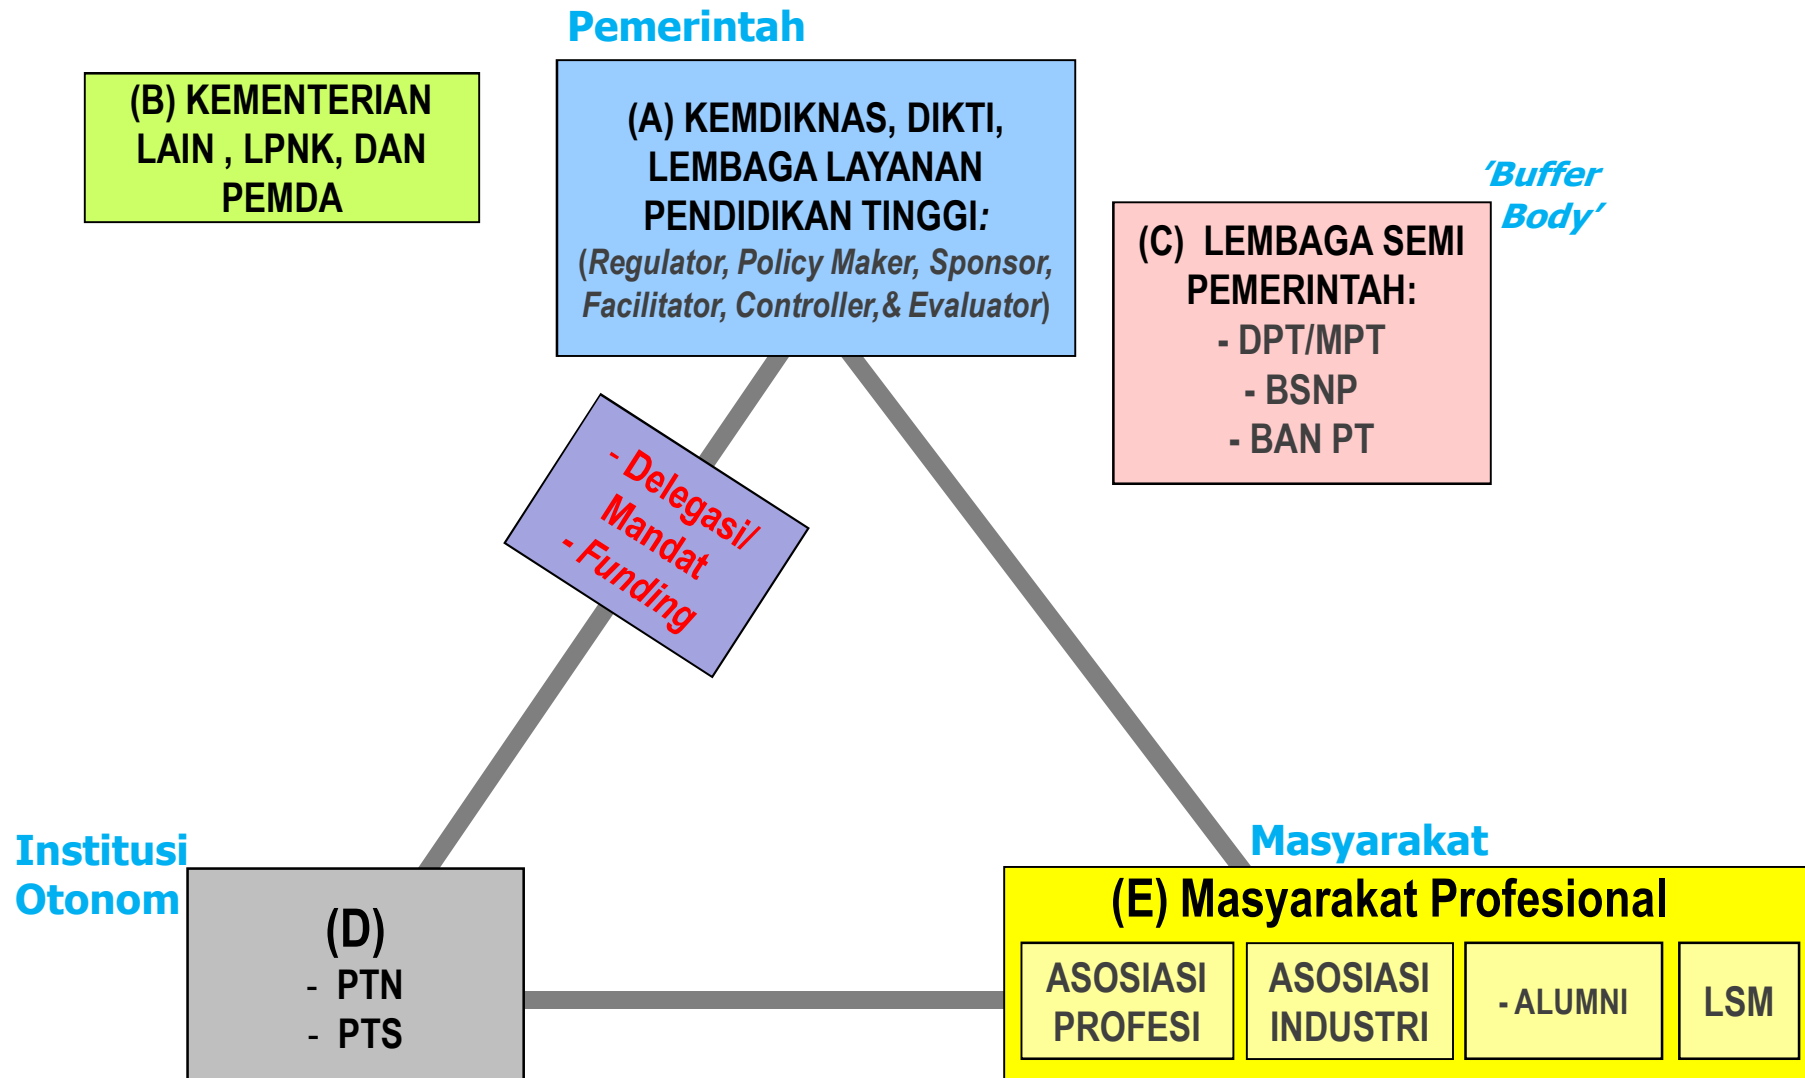 Pemerintah
(B) KEMENTERIAN
LAIN , LPNK, DAN
PEMDA
(A) KEMDIKNAS, DIKTI,
LEMBAGA LAYANAN
PENDIDIKAN TINGGI:
(Regulator, Policy Maker, Sponsor,
Facilitator, Controller,& Evaluator)
'Buffer
Body'
(C) LEMBAGA SEMI
PEMERINTAH:
- DPT/MPT
- BSNP
- BAN PT
- Delegasi/
Mandat
- Funding
Institusi
Otonom
(D)
- PTN
- PTS
Masyarakat
(E) Masyarakat Profesional
ASOSIASI
PROFESI
ASOSIASI
INDUSTRI
- ALUMNI
LSM